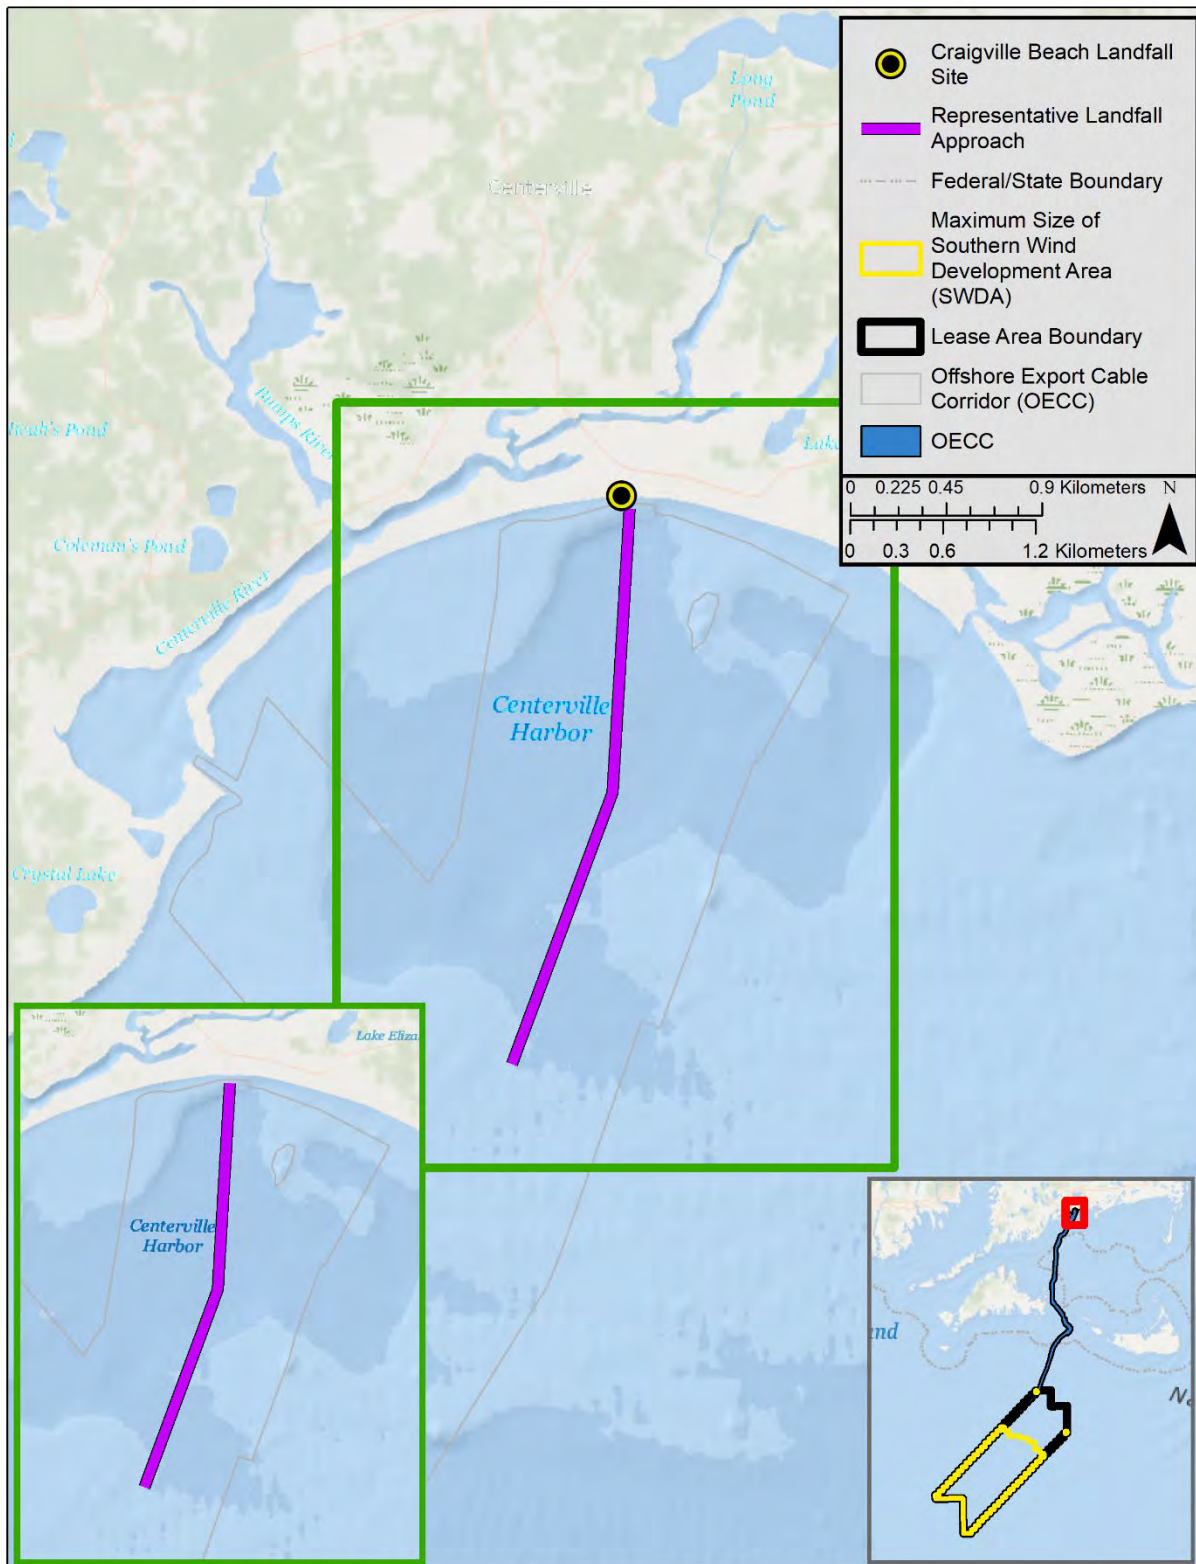 Craigville Beach Landfall
Site
Representative Landfall
Approach
Federal/State Boundary
Maximum Size of
Southern Wind
Development Area
(SWDA)
Lease Area Boundary
Offshore Export Cable
Corridor (OECC)
OECC
0 0.225 0.45 0.9 Kilometers N
0 0.3 0.6 1.2 Kilometers
Long
Pond
Centerville
Bumps River
Pond
Lake
Coleman's Pond
Centerville River
Centerville
Harbor
Crystal Lake
Lake Eliza
Centerville
Harbor
nd